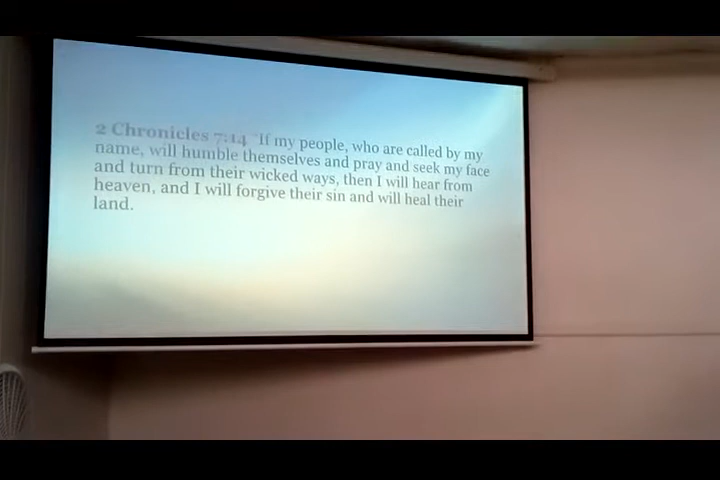 2 Chronicles 7:14 "If my people, who are called by my
name, will humble themselves and pray and seek my face
and turn from their wicked ways, then I will hear from
heaven, and I will forgive their sin and will heal their
land.